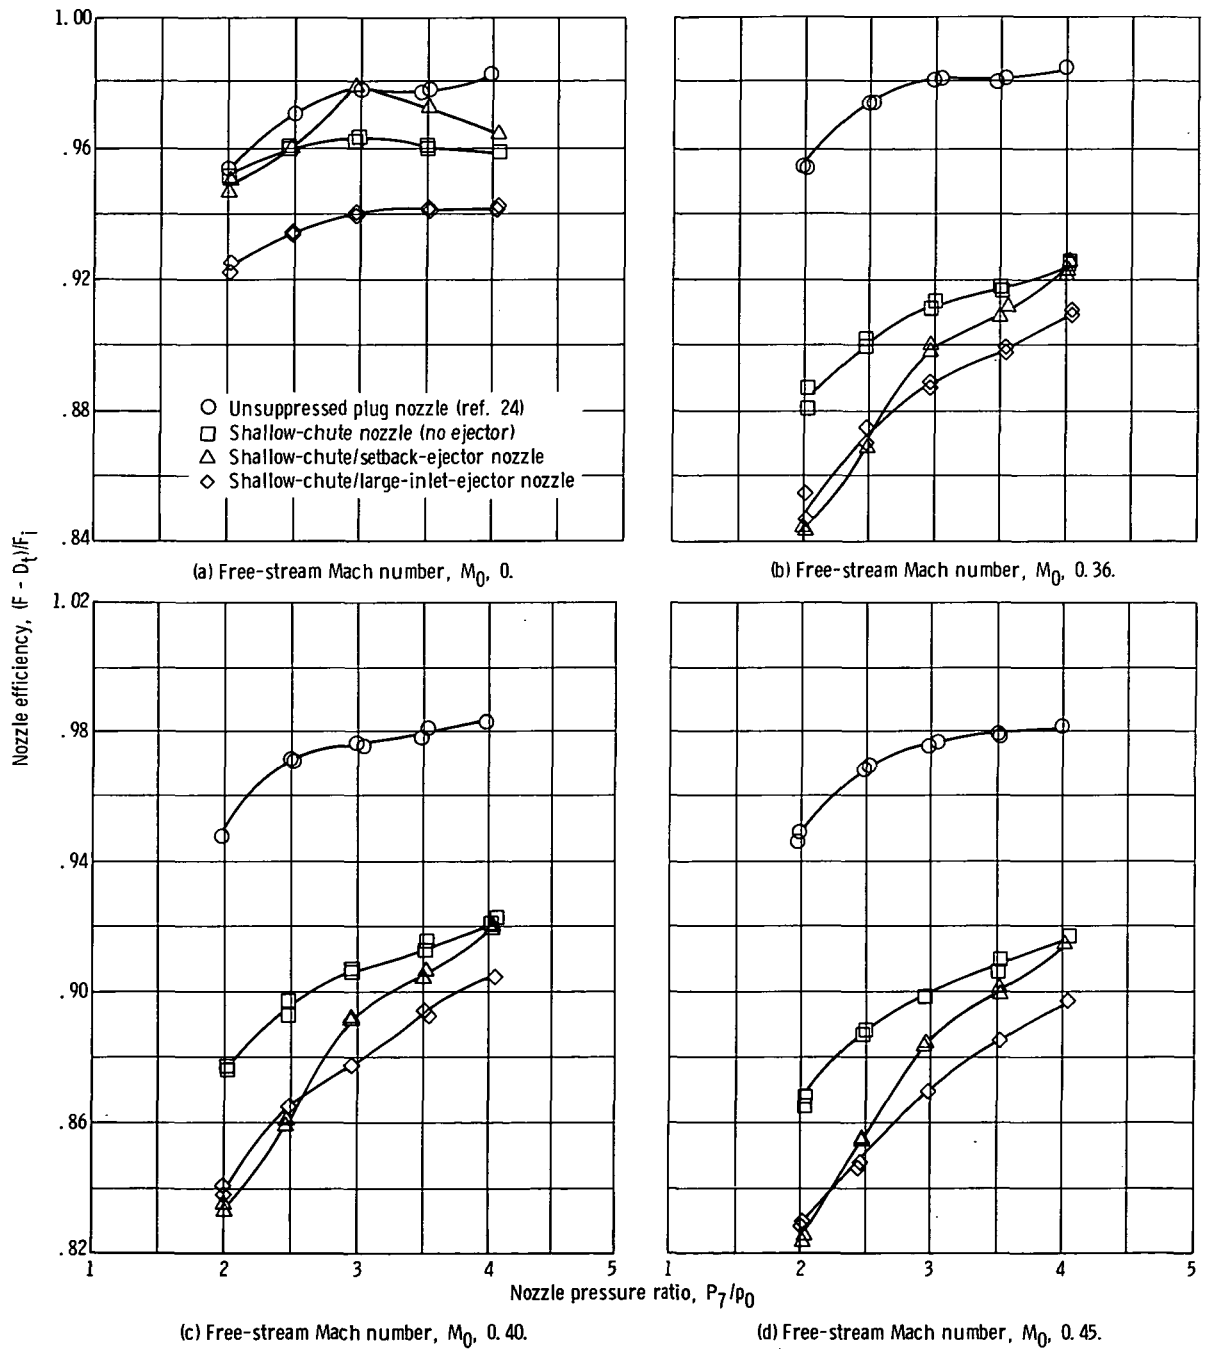 1.00
.96
.92
.88
.84
Unsuppressed plug nozzle (ref. 24)
Shallow-chute nozzle (no ejector)
Shallow-chute/setback-ejector nozzle
Shallow-chute/large-inlet-ejector nozzle
(a) Free-stream Mach number, M0, 0.
(b) Free-stream Mach number, M0, 0.36.
Nozzle efficiency, (F - Dt)/Fi
1.02
.98
.94
.90
.86
.82
1 2 3 4 5
1 2 3 4 5
Nozzle pressure ratio, P7/p0
(c) Free-stream Mach number, M0, 0.40.
(d) Free-stream Mach number, M0, 0.45.